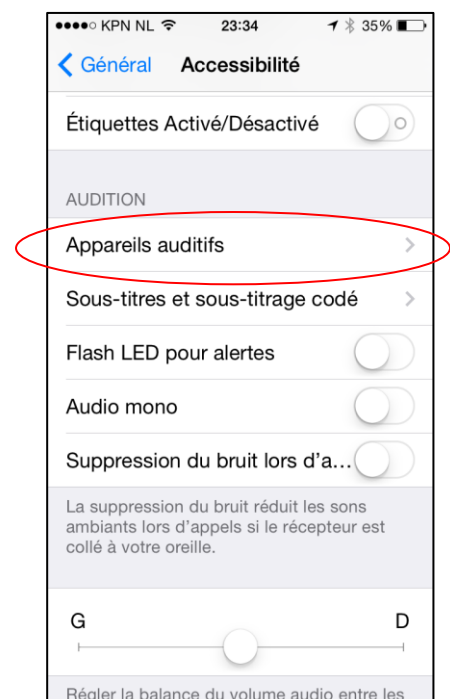 KPN NL 23:34 35%
Général Accessibilité
Étiquettes Activé/Désactivé
AUDITION
Appareils auditifs
Sous-titres et sous-titrage codé
Flash LED pour alertes
Audio mono
Suppression du bruit lors d'a...
La suppression du bruit réduit les sons
ambiants lors d'appels si le récepteur est
collé à votre oreille.
G D
Régler la balance du volume audio entre les